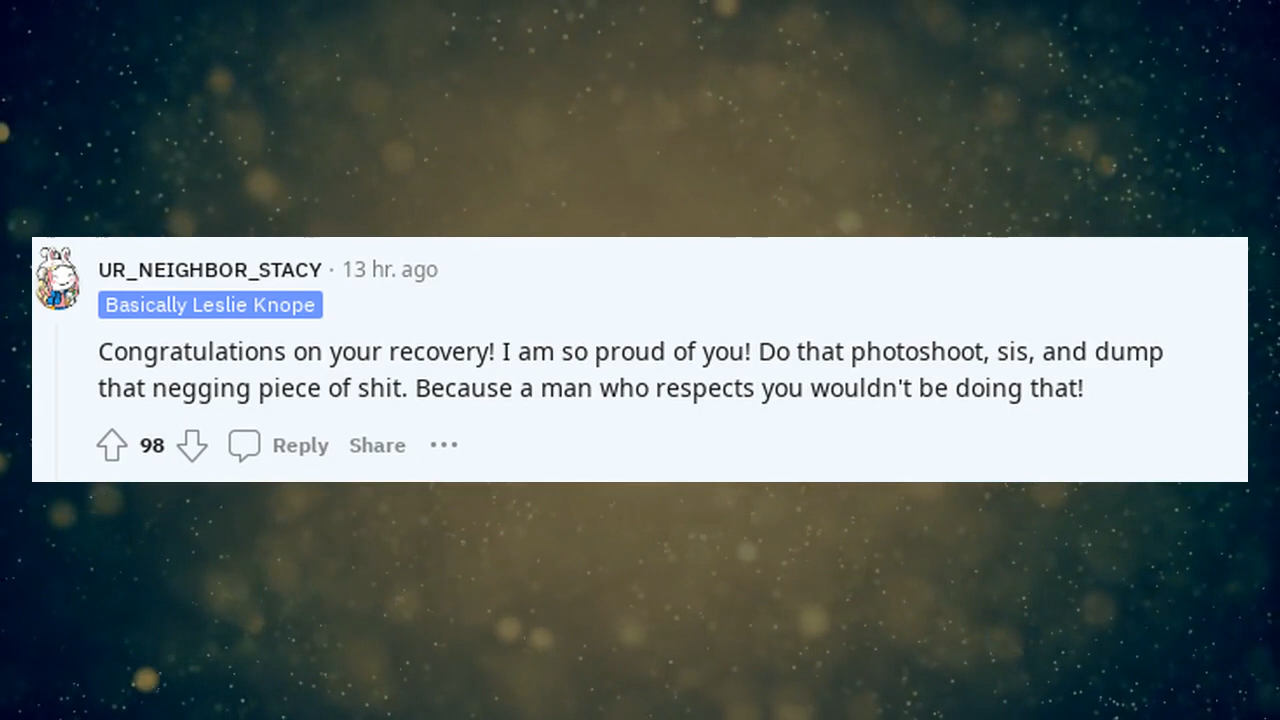 UR_NEIGHBOR_STACY · 13 hr. ago
Basically Leslie Knope
Congratulations on your recovery! I am so proud of you! Do that photoshoot, sis, and dump
that negging piece of shit. Because a man who respects you wouldn't be doing that!
98 Reply Share ···